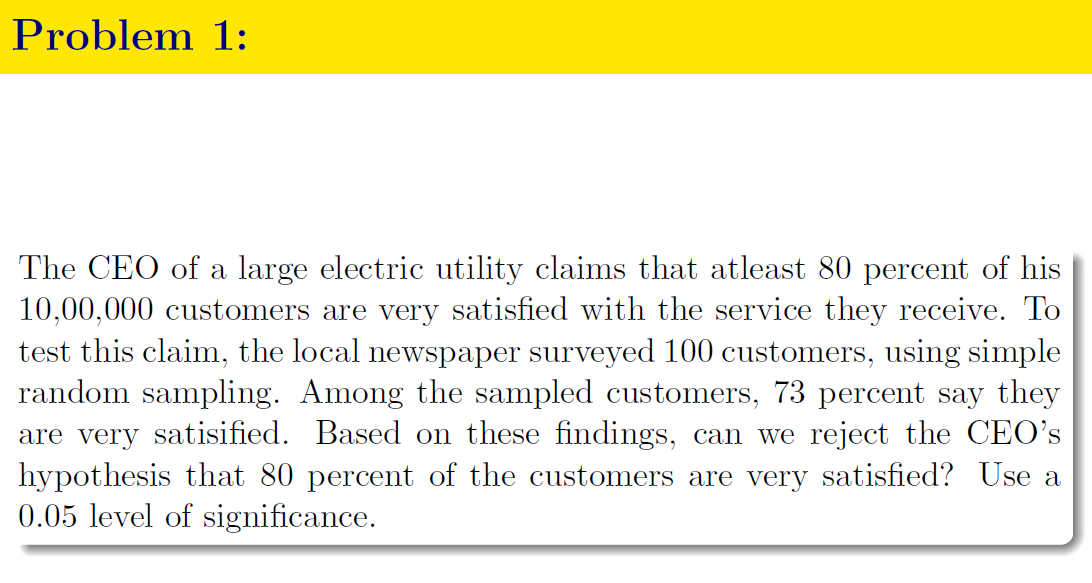 Problem 1:
The CEO of a large electric utility claims that atleast 80 percent of his
10,00,000 customers are very satisfied with the service they receive. To
test this claim, the local newspaper surveyed 100 customers, using simple
random sampling. Among the sampled customers, 73 percent say they
are very satisified. Based on these findings, can we reject the CEO's
hypothesis that 80 percent of the customers are very satisfied? Use a
0.05 level of significance.